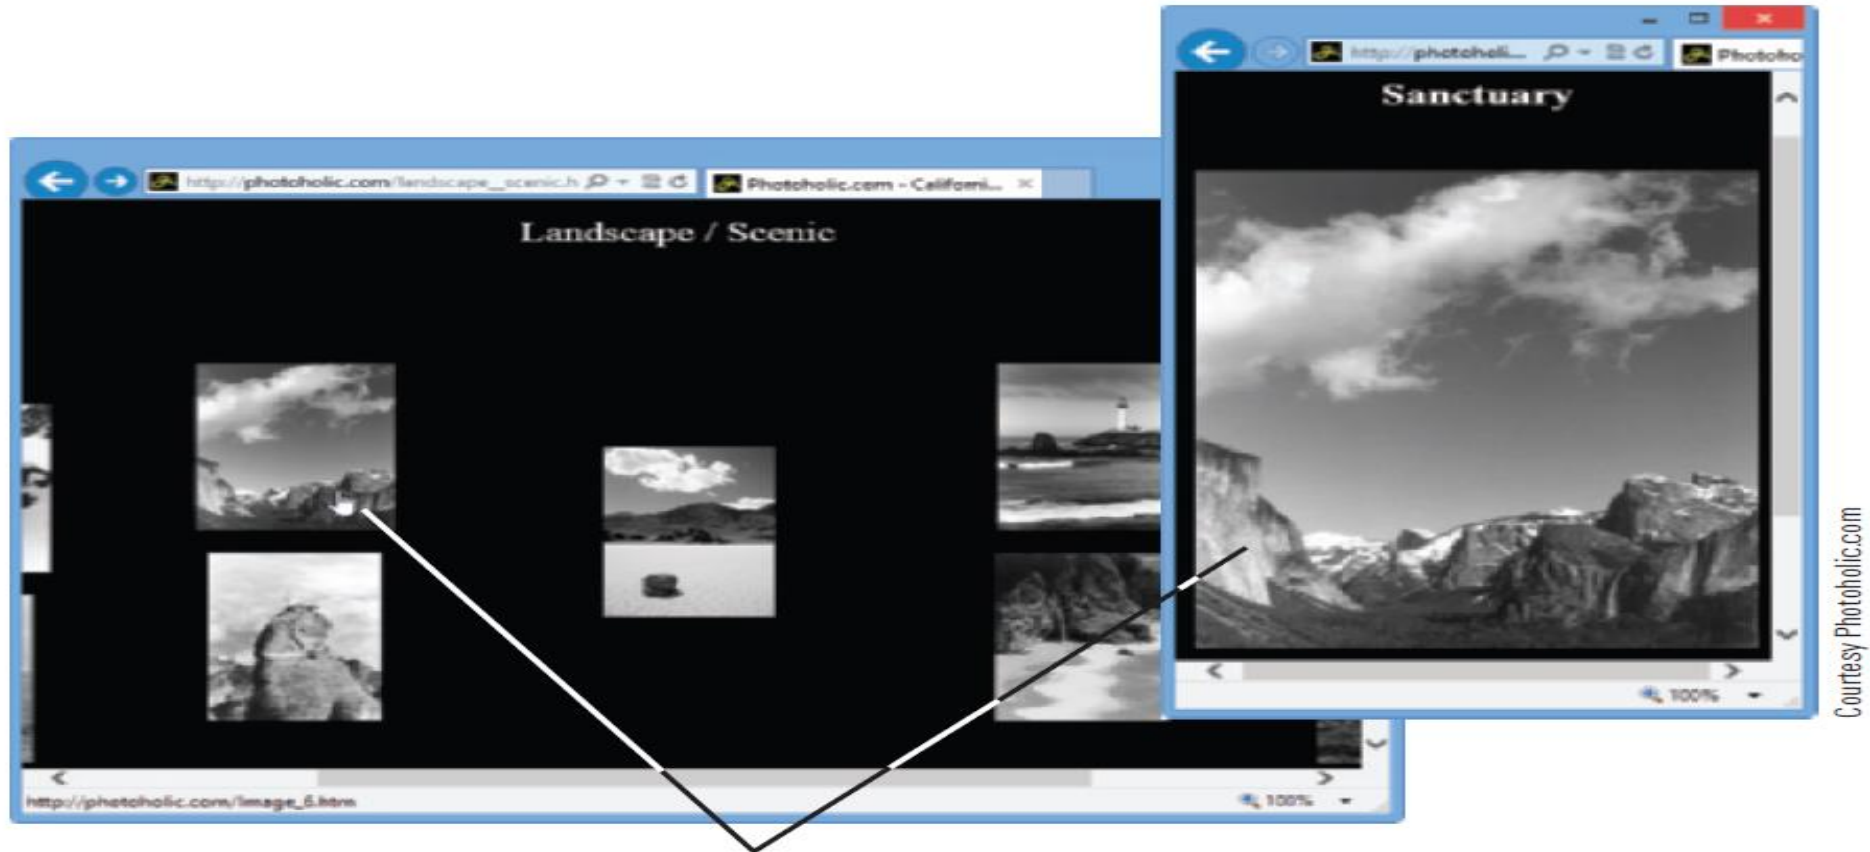 http://photoholi...
Photoho
Sanctuary
http://photoholic.com/landscape_scenic.h
Photoholic.com - Californi...
Landscape / Scenic
100%
http://photoholic.com/image_6.htm
100%
Courtesy Photoholic.com